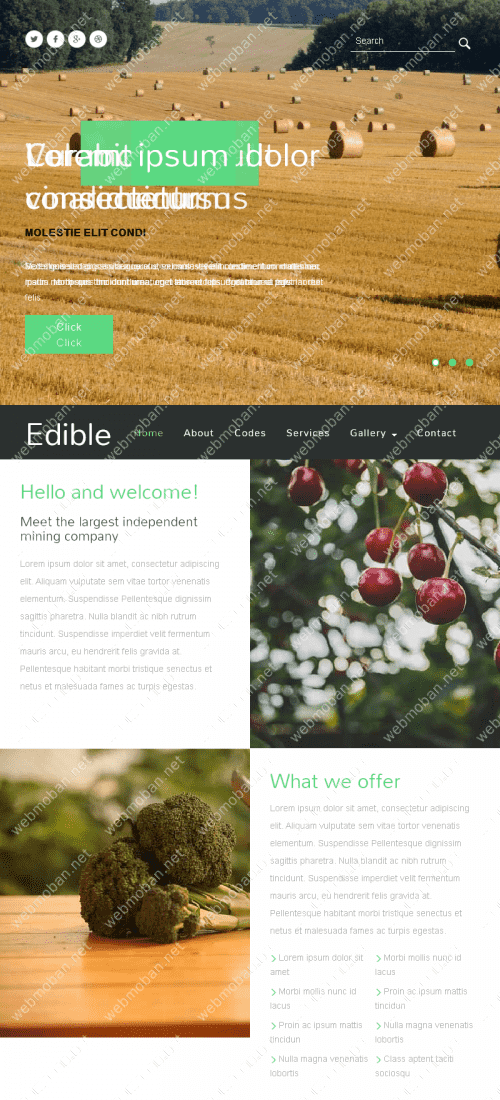 Search
MOLESTIE ELIT COND!
Click
Click
Edible
Home About Codes Services Gallery Contact
Hello and welcome!
Meet the largest independent
mining company
Lorem ipsum dolor sit amet, consectetur adipiscing
elit. Aliquam vulputate sem vitae tortor venenatis
elementum. Suspendisse Pellentesque dignissim
sagittis pharetra. Nulla blandit ac nibh rutrum
tincidunt. Suspendisse imperdiet velit fermentum
mauris arcu, eu hendrerit felis gravida at.
Pellentesque habitant morbi tristique senectus et
netus et malesuada fames ac turpis egestas
What we offer
Lorem ipsum dolor sit amet, consectetur adipiscing
elit. Aliquam vulputate sem vitae tortor venenatis
elementum. Suspendisse Pellentesque dignissim
sagittis pharetra. Nulla blandit ac nibh rutrum
tincidunt. Suspendisse imperdiet velit fermentum
mauris arcu, eu hendrerit felis gravida at.
Pellentesque habitant morbi tristique senectus et
netus et malesuada fames ac turpis egestas
Lorem ipsum dolor sit
amet
Morbi mollis nunc id
lacus
Morbi mollis nunc id
lacus
Proin ac ipsum mattis
tincidun
Proin ac ipsum mattis
tincidun
Nulla magna venenatis
lobortis
Nulla magna venenatis
lobortis
Class aptent taciti
sociosqu
webmoban.net